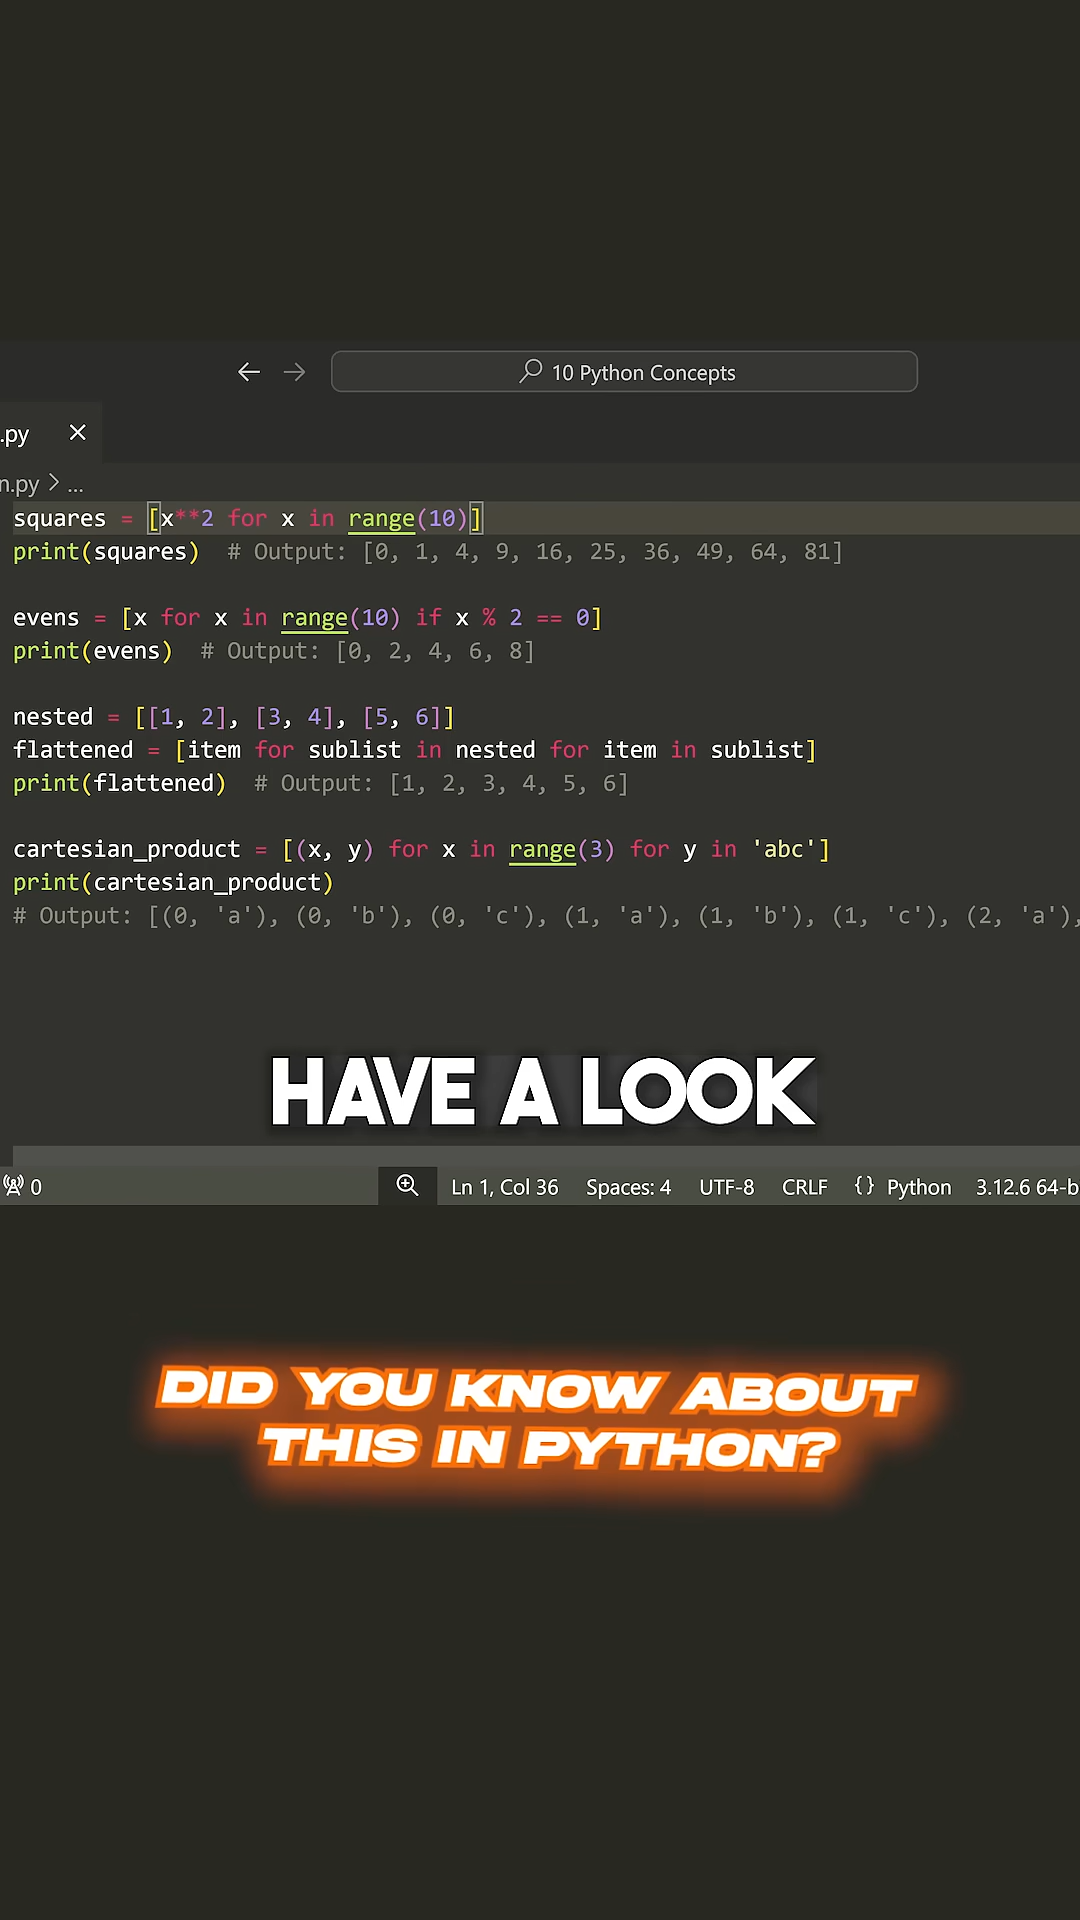 10 Python Concepts
.py
n.py > ...
squares = [x**2 for x in range(10)]
print(squares)  # Output: [0, 1, 4, 9, 16, 25, 36, 49, 64, 81]
evens = [x for x in range(10) if x % 2 == 0]
print(evens)  # Output: [0, 2, 4, 6, 8]
nested = [[1, 2], [3, 4], [5, 6]]
flattened = [item for sublist in nested for item in sublist]
print(flattened)  # Output: [1, 2, 3, 4, 5, 6]
cartesian_product = [(x, y) for x in range(3) for y in 'abc']
print(cartesian_product)
# Output: [(0, 'a'), (0, 'b'), (0, 'c'), (1, 'a'), (1, 'b'), (1, 'c'), (2, 'a'),
HAVE A LOOK
0 Ln 1, Col 36 Spaces: 4 UTF-8 CRLF {} Python 3.12.6 64-b
DID YOU KNOW ABOUT
THIS IN PYTHON?